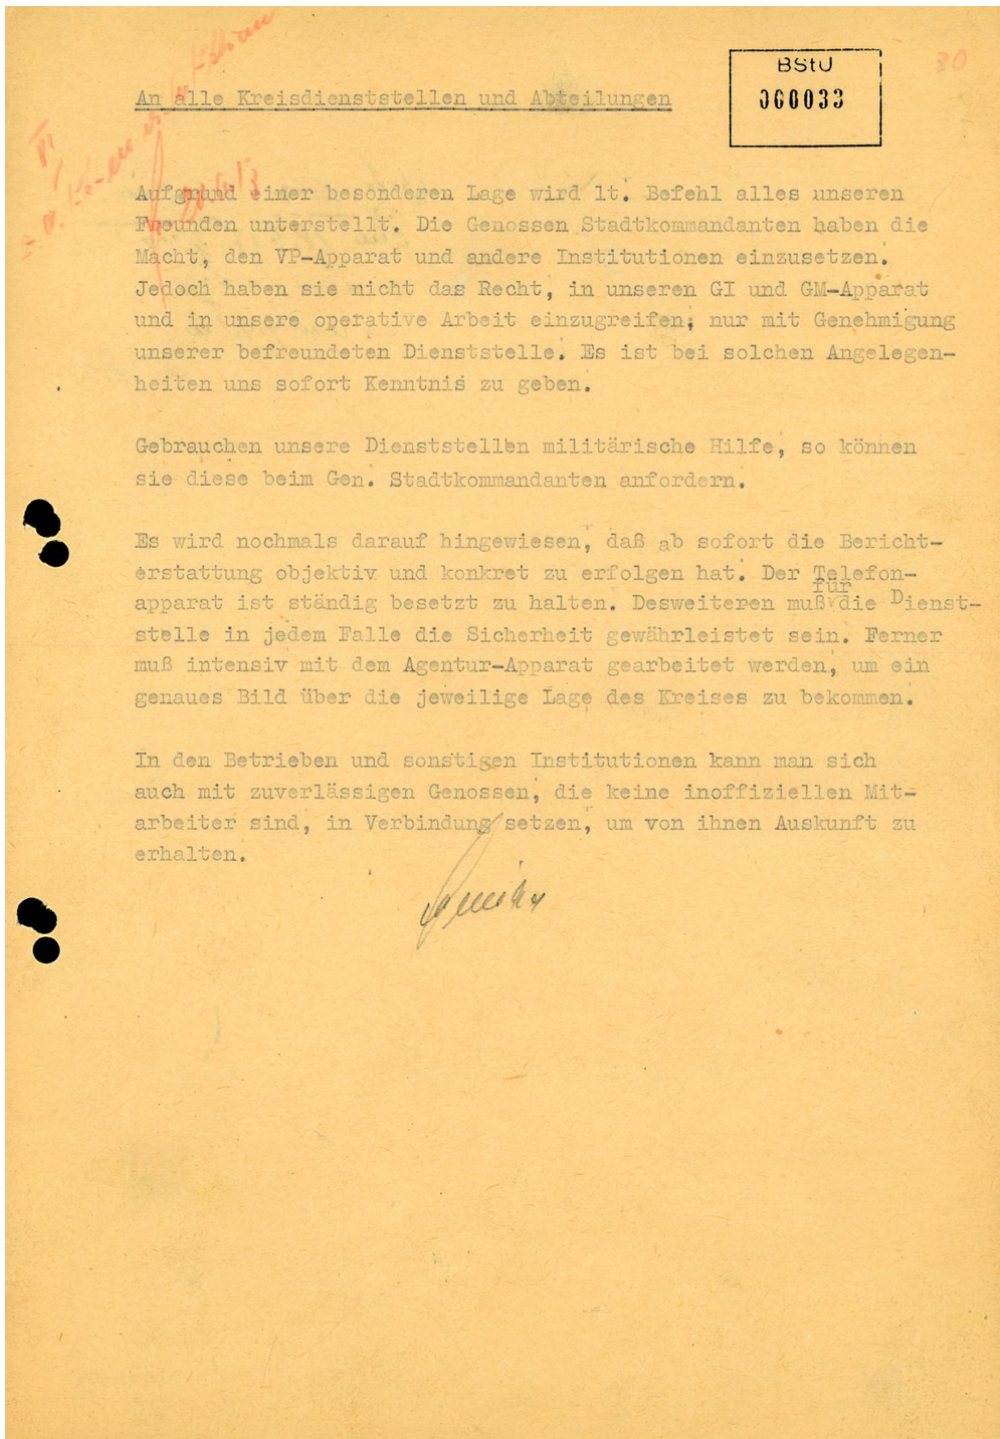 BStU
000033
30
An alle Kreisdienststellen und Abteilungen
Aufgrund einer besonderen Lage wird lt. Befehl alles unseren
Freunden unterstellt. Die Genossen Stadtkommandanten haben die
Macht, den VP-Apparat und andere Institutionen einzusetzen.
Jedoch haben sie nicht das Recht, in unseren GI und GM-Apparat
und in unsere operative Arbeit einzugreifen; nur mit Genehmigung
unserer befreundeten Dienststelle. Es ist bei solchen Angelegen-
heiten uns sofort Kenntnis zu geben.
Gebrauchen unsere Dienststellen militärische Hilfe, so können
sie diese beim Gen. Stadtkommandanten anfordern.
Es wird nochmals darauf hingewiesen, daß ab sofort die Bericht-
erstattung objektiv und konkret zu erfolgen hat. Der Telefon-
apparat ist ständig besetzt zu halten. Desweiteren muß für die Dienst-
stelle in jedem Falle die Sicherheit gewährleistet sein. Ferner
muß intensiv mit dem Agentur-Apparat gearbeitet werden, um ein
genaues Bild über die jeweilige Lage des Kreises zu bekommen.
In den Betrieben und sonstigen Institutionen kann man sich
auch mit zuverlässigen Genossen, die keine inoffiziellen Mit-
arbeiter sind, in Verbindung setzen, um von ihnen Auskunft zu
erhalten.